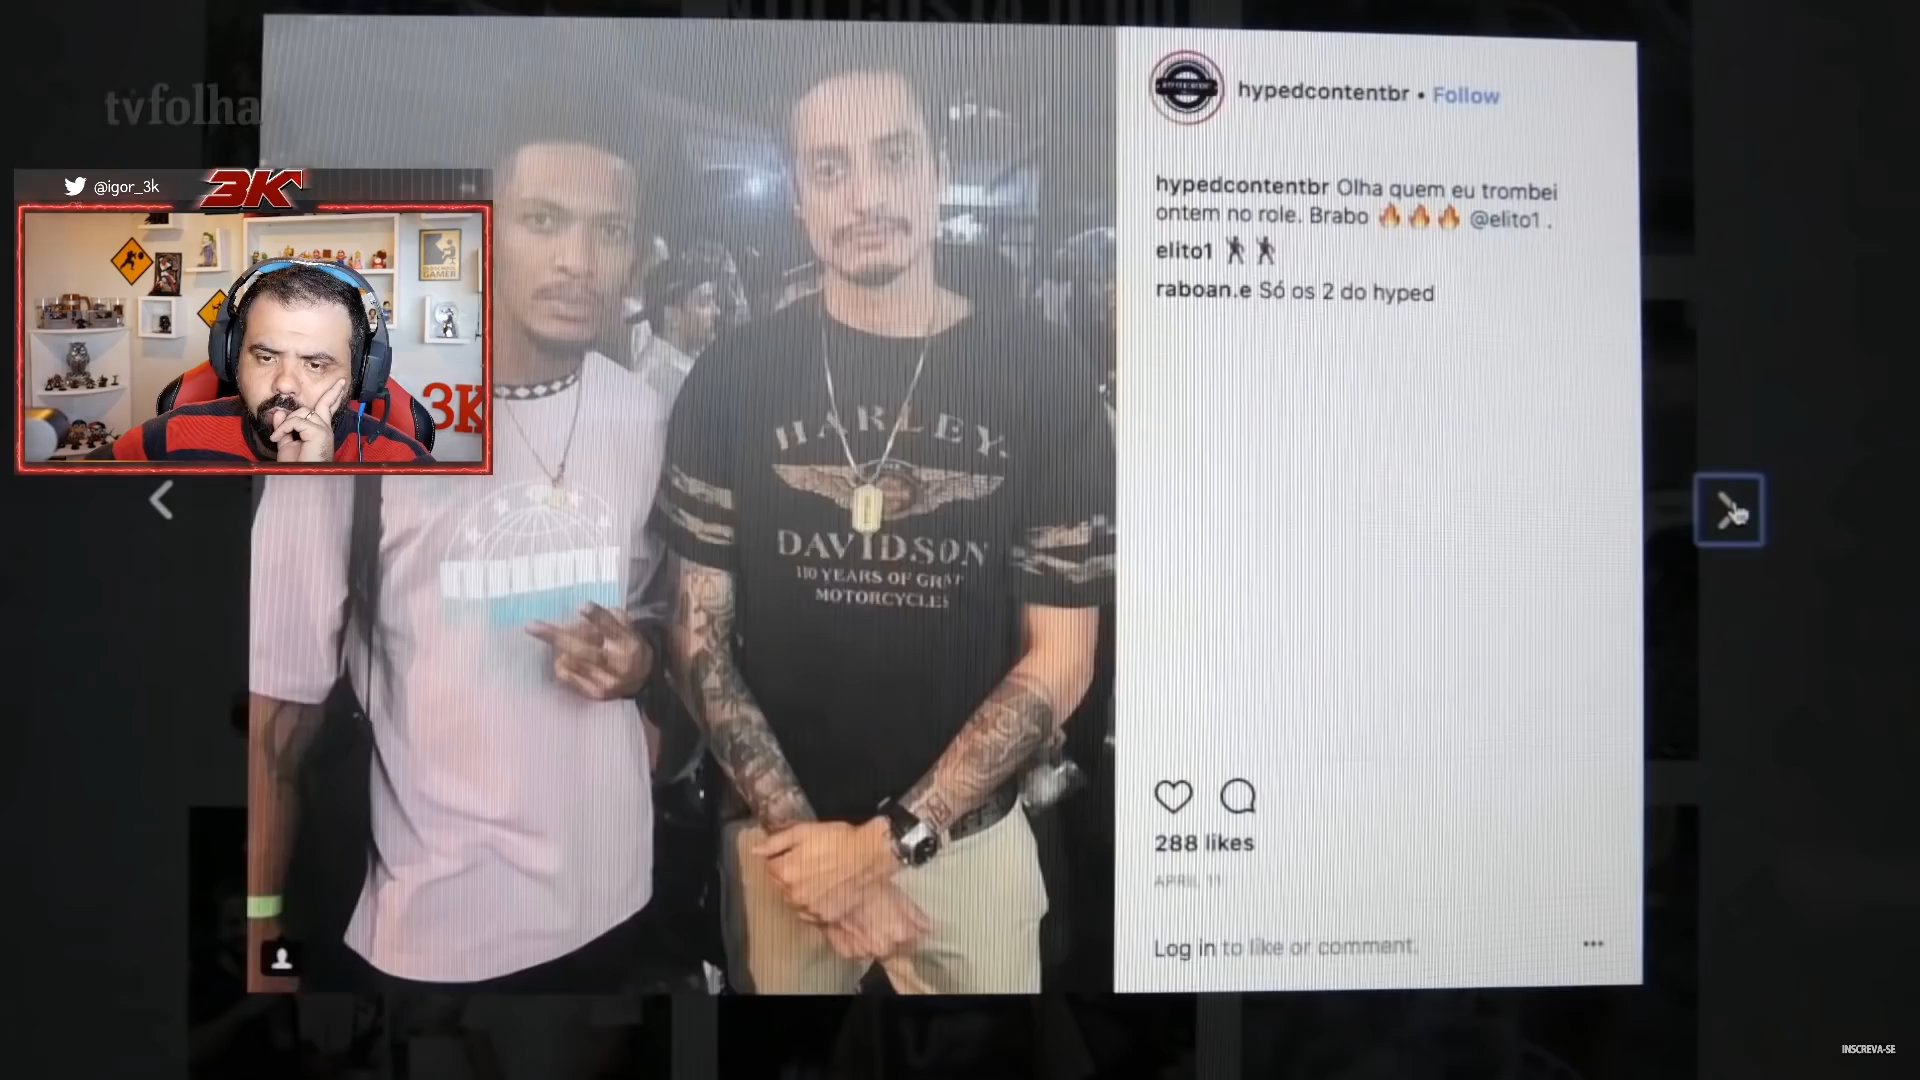 tvfolha
@igor_3k
3K
3K
hypedcontentbr • Follow
hypedcontentbr Olha quem eu trombei
ontem no role. Brabo 🔥🔥🔥 @elito1 .
elito1
raboan.e Só os 2 do hyped
HARLEY-
DAVIDSON
110 YEARS OF GREAT
MOTORCYCLES
288 likes
APRIL 11
Log in to like or comment.
INSCREVA-SE